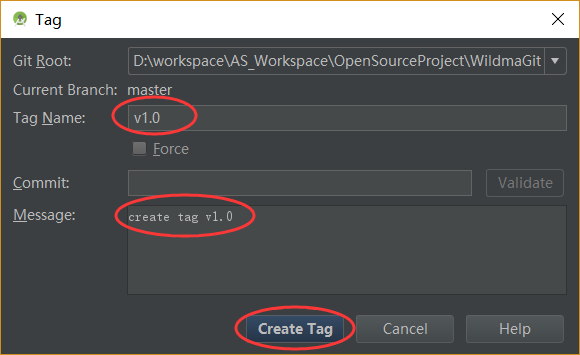 Tag
Git Root: D:\workspace\AS_Workspace\OpenSourceProject\WildmaGit
Current Branch: master
Tag Name: v1.0
Force
Commit: Validate
Message: create tag v1.0
Create Tag Cancel Help